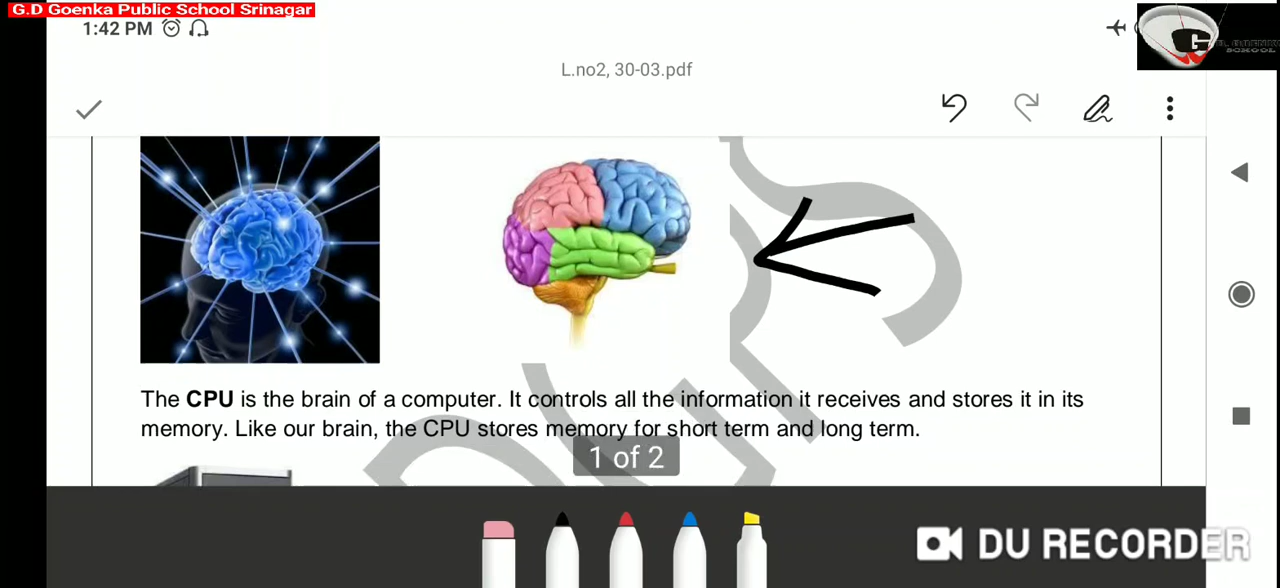 G.D Goenka Public School Srinagar
1:42 PM
L.no2, 30-03.pdf
The CPU is the brain of a computer. It controls all the information it receives and stores it in its
memory. Like our brain, the CPU stores memory for short term and long term.
1 of 2
DU RECORDER